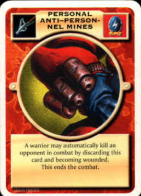 PERSONAL
ANTI-PERSON-
NEL MINES
A warrior may automatically kill an
opponent in combat by discarding this
card and becoming wounded.
This ends the combat.